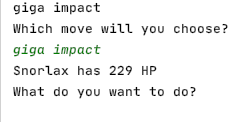 giga impact
Which move will you choose?
giga impact
Snorlax has 229 HP
What do you want to do?